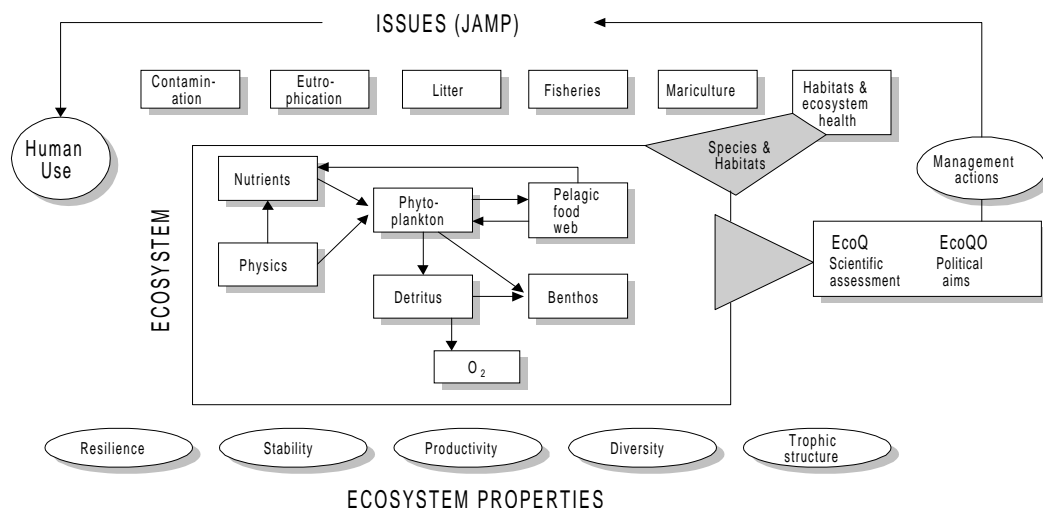 ISSUES (JAMP)
Contamin-
ation
Eutro-
phication
Litter
Fisheries
Mariculture
Habitats &
ecosystem
health
Human
Use
Species &
Habitats
Management
actions
ECOSYSTEM
Nutrients
Phyto-
plankton
Pelagic
food
web
Physics
Detritus
Benthos
O2
EcoQ
Scientific
assessment
EcoQO
Political
aims
Resilience
Stability
Productivity
Diversity
Trophic
structure
ECOSYSTEM PROPERTIES